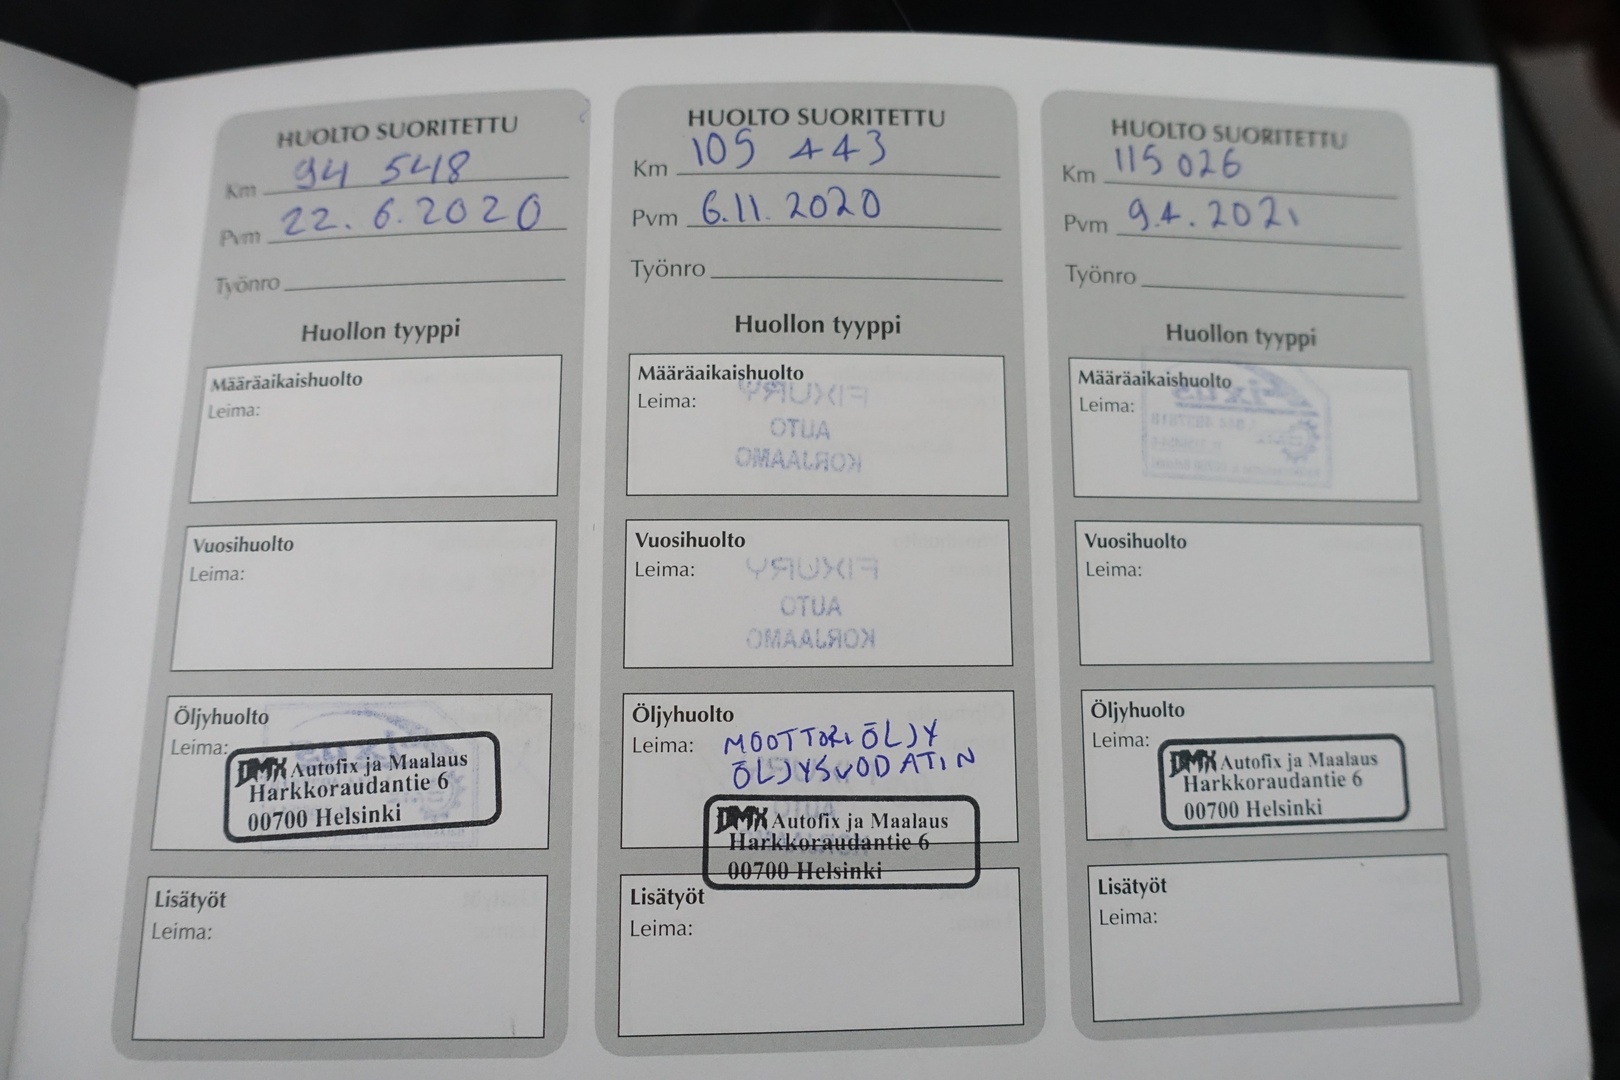 HUOLTO SUORITETTU
Km 94 548
Pvm 22.6.2020
Työnro
Huollon tyyppi
Määräaikaishuolto
Leima:
Vuosihuolto
Leima:
Öljyhuolto
Leima:
DMX Autofix ja Maalaus
Harkkoraudantie 6
00700 Helsinki
Lisätyöt
Leima:
HUOLTO SUORITETTU
Km 105 443
Pvm 6.11.2020
Työnro
Huollon tyyppi
Määräaikaishuolto
Leima:
FIXURY
AUTO
KORJAAMO
Vuosihuolto
Leima:
FIXURY
AUTO
KORJAAMO
Öljyhuolto
Leima: MOOTTORIÖLJY
ÖLJYSUODATIN
DMX Autofix ja Maalaus
Harkkoraudantie 6
00700 Helsinki
Lisätyöt
Leima:
HUOLTO SUORITETTU
Km 115 026
Pvm 9.4.2021
Työnro
Huollon tyyppi
Määräaikaishuolto
Leima:
Fixus
Vuosihuolto
Leima:
Öljyhuolto
Leima:
DMX Autofix ja Maalaus
Harkkoraudantie 6
00700 Helsinki
Lisätyöt
Leima: